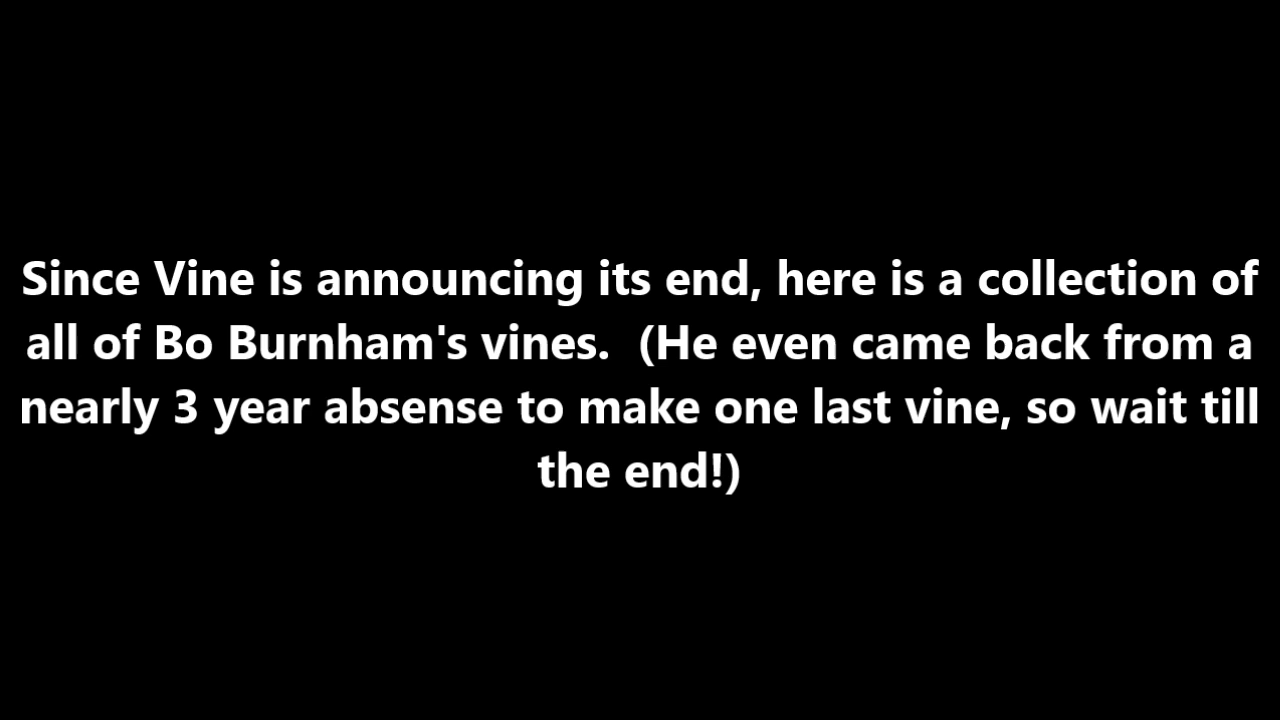 Since Vine is announcing its end, here is a collection of
all of Bo Burnham's vines.  (He even came back from a
nearly 3 year absense to make one last vine, so wait till
the end!)